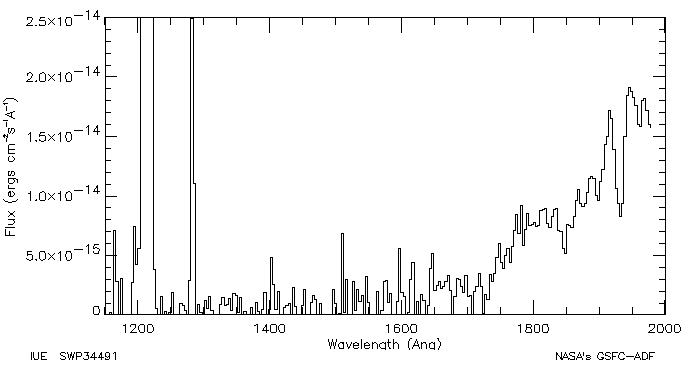 2.5×10⁻¹⁴
2.0×10⁻¹⁴
1.5×10⁻¹⁴
1.0×10⁻¹⁴
5.0×10⁻¹⁵
0
Flux (ergs cm⁻²s⁻¹A⁻¹)
1200 1400 1600 1800 2000
Wavelength (Ang)
IUE SWP34491 NASA's GSFC-ADF